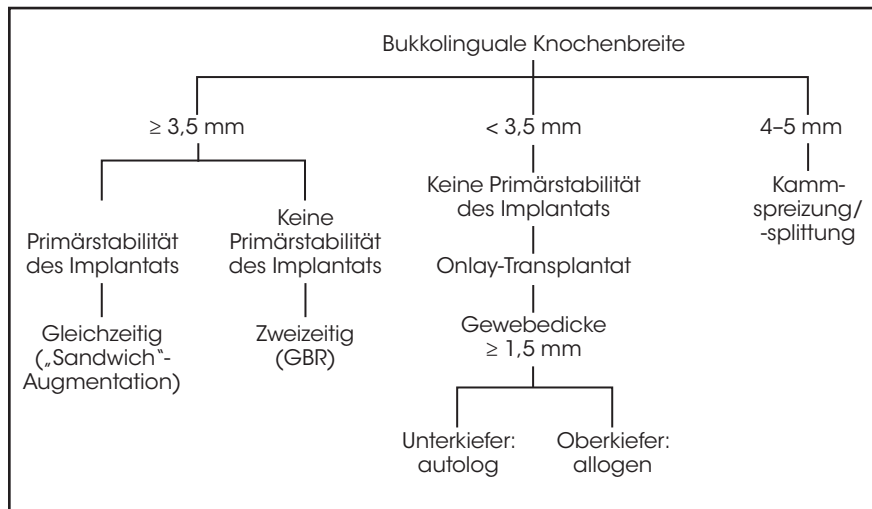 Bukkolinguale Knochenbreite
≥ 3,5 mm
< 3,5 mm
4–5 mm
Primärstabilität
des Implantats
Keine
Primärstabilität
des Implantats
Keine Primärstabilität
des Implantats
Kamm-
spreizung/
-splittung
Onlay-Transplantat
Gleichzeitig
(„Sandwich“-
Augmentation)
Zweizeitig
(GBR)
Gewebedicke
≥ 1,5 mm
Unterkiefer:
autolog
Oberkiefer:
allogen